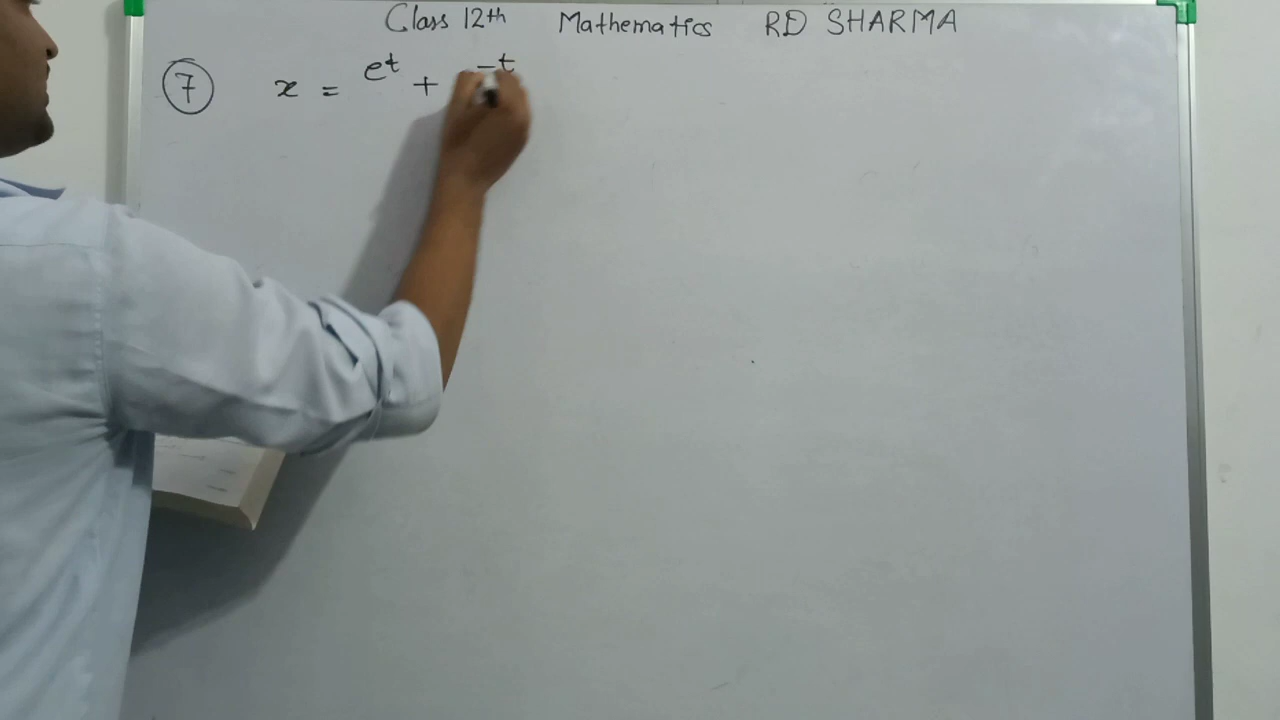 Class 12th Mathematics RD SHARMA
7 x = e^t + ^-t